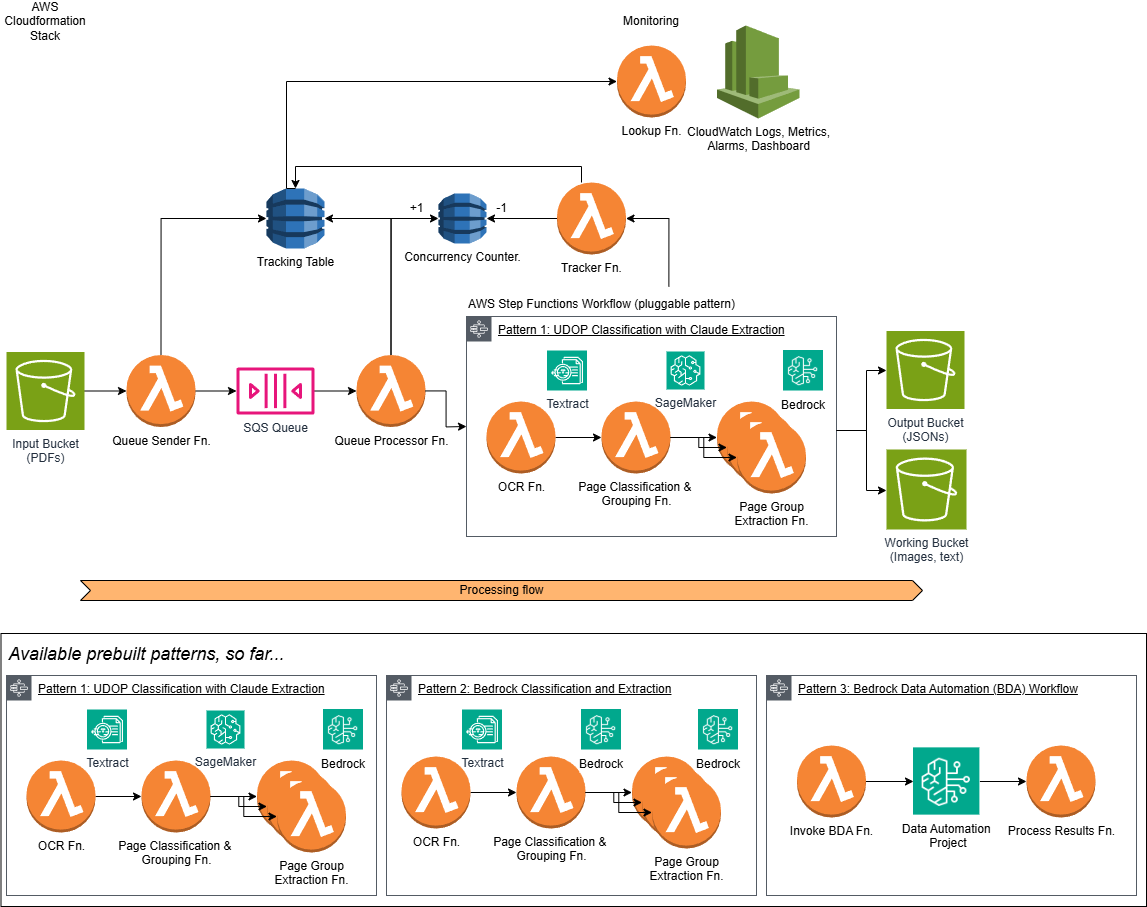 AWS
Cloudformation
Stack
Monitoring
Lookup Fn.
CloudWatch Logs, Metrics,
Alarms, Dashboard
+1
-1
Tracking Table
Concurrency Counter.
Tracker Fn.
AWS Step Functions Workflow (pluggable pattern)
Pattern 1: UDOP Classification with Claude Extraction
Textract
SageMaker
Bedrock
Input Bucket
(PDFs)
Queue Sender Fn.
SQS Queue
Queue Processor Fn.
OCR Fn.
Page Classification &
Grouping Fn.
Page Group
Extraction Fn.
Output Bucket
(JSONs)
Working Bucket
(Images, text)
Processing flow
Available prebuilt patterns, so far...
Pattern 1: UDOP Classification with Claude Extraction
Textract
SageMaker
Bedrock
OCR Fn.
Page Classification &
Grouping Fn.
Page Group
Extraction Fn.
Pattern 2: Bedrock Classification and Extraction
Textract
Bedrock
Bedrock
OCR Fn.
Page Classification &
Grouping Fn.
Page Group
Extraction Fn.
Pattern 3: Bedrock Data Automation (BDA) Workflow
Invoke BDA Fn.
Data Automation
Project
Process Results Fn.